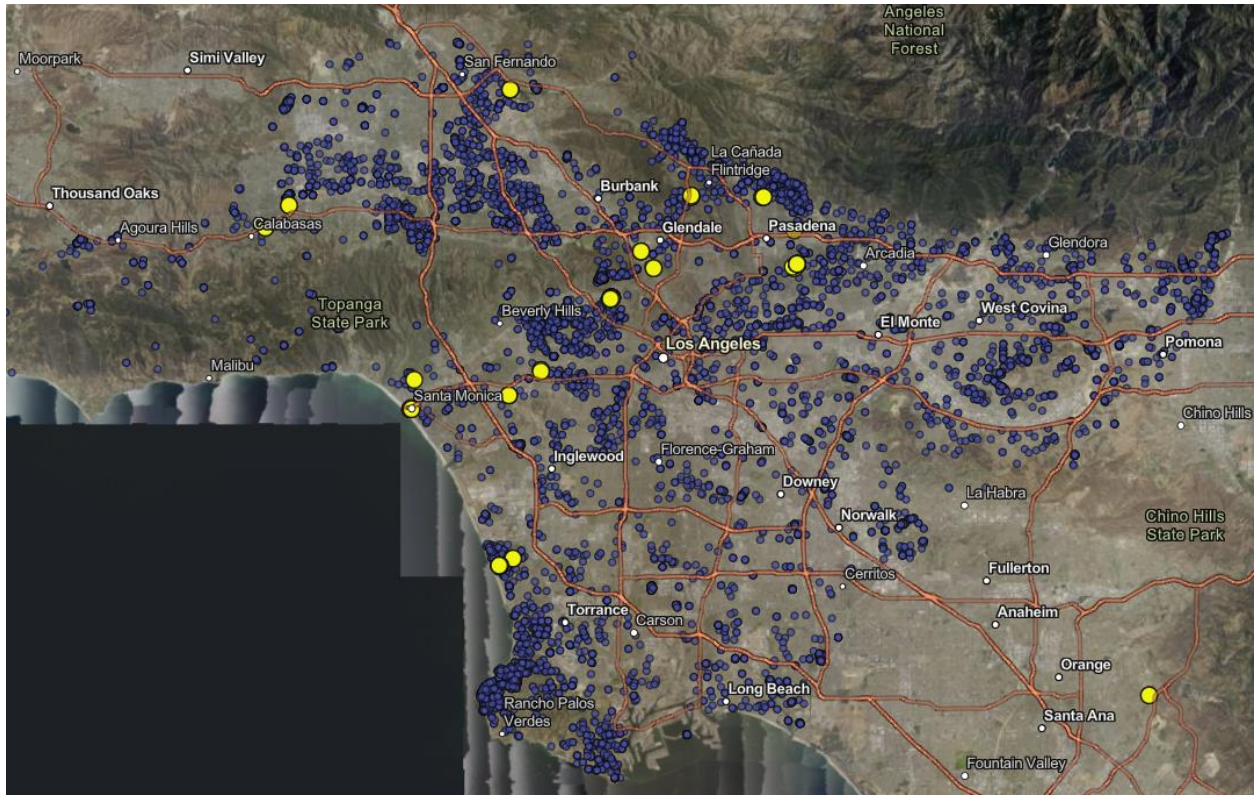 Angeles
National
Forest
Moorpark
Simi Valley
San Fernando
La Cañada
Flintridge
Burbank
Thousand Oaks
Agoura Hills
Calabasas
Glendale
Pasadena
Arcadia
Glendora
Topanga
State Park
Beverly Hills
West Covina
El Monte
Los Angeles
Pomona
Malibu
Santa Monica
Chino Hills
Inglewood
Florence-Graham
Downey
La Habra
Norwalk
Chino Hills
State Park
Cerritos
Fullerton
Torrance
Carson
Anaheim
Orange
Long Beach
Rancho Palos
Verdes
Santa Ana
Fountain Valley